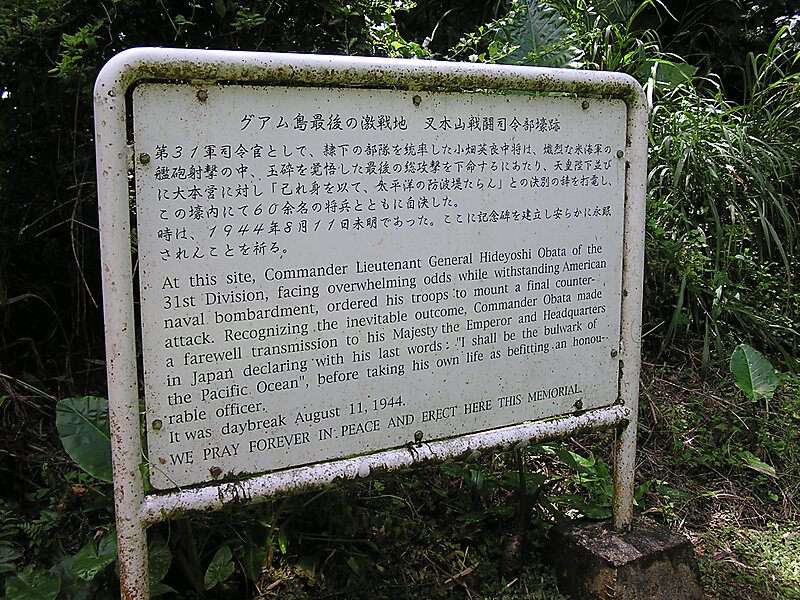 グアム島最後の激戦地 叉木山戦闘司令部壕跡
第31軍司令官として、隷下の部隊を統率した小畑英良中将は、熾烈な米海軍の
艦砲射撃の中、玉砕を覚悟した最後の総攻撃を下命するにあたり、天皇陛下並び
に大本営に対し「己れ身を以て、太平洋の防波堤たらん」との決別の辞を打電し、
この壕内にて60余名の将兵とともに自決した。
時は、1944年8月11日未明であった。ここに記念碑を建立し安らかに永眠
されんことを祈る。
At this site, Commander Lieutenant General Hideyoshi Obata of the
31st Division, facing overwhelming odds while withstanding American
naval bombardment, ordered his troops to mount a final counter-
attack. Recognizing the inevitable outcome, Commander Obata made
a farewell transmission to his Majesty the Emperor and Headquarters
in Japan declaring with his last words: "I shall be the bulwark of
the Pacific Ocean", before taking his own life as befitting an honou-
rable officer.
It was daybreak August 11, 1944.
WE PRAY FOREVER IN PEACE AND ERECT HERE THIS MEMORIAL.